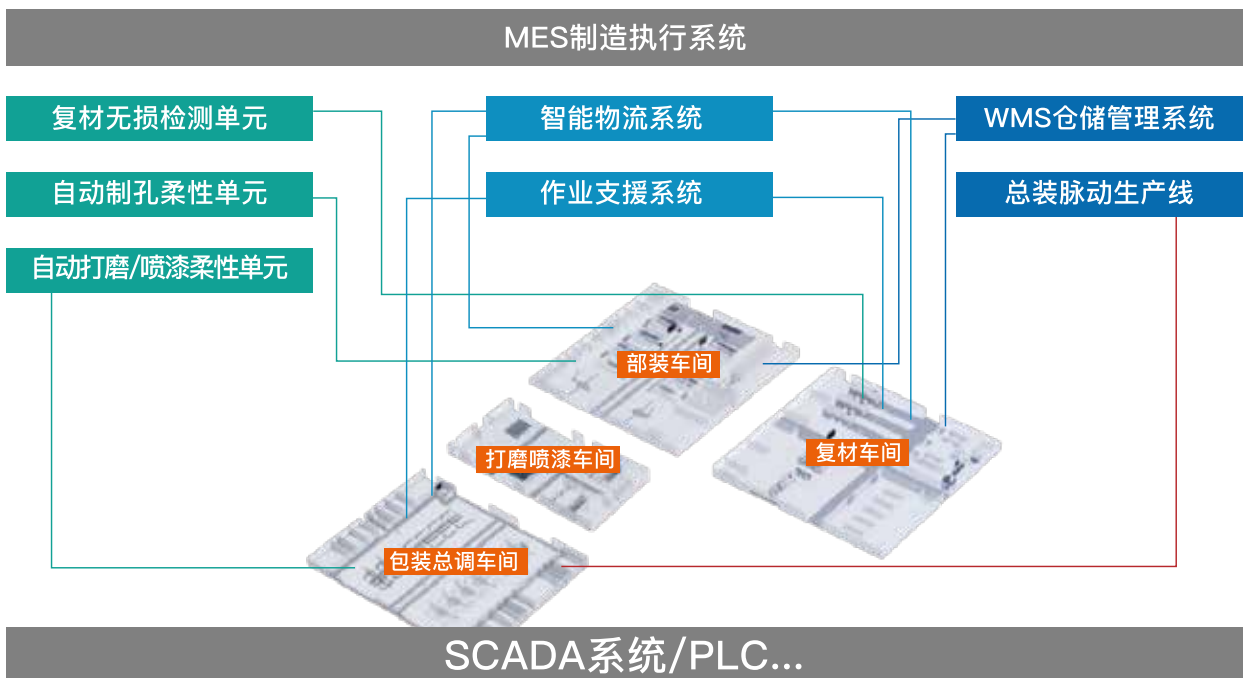 MES制造执行系统
复材无损检测单元
智能物流系统
WMS仓储管理系统
自动制孔柔性单元
作业支援系统
总装脉动生产线
自动打磨/喷漆柔性单元
部装车间
复材车间
打磨喷漆车间
包装总调车间
SCADA系统/PLC...